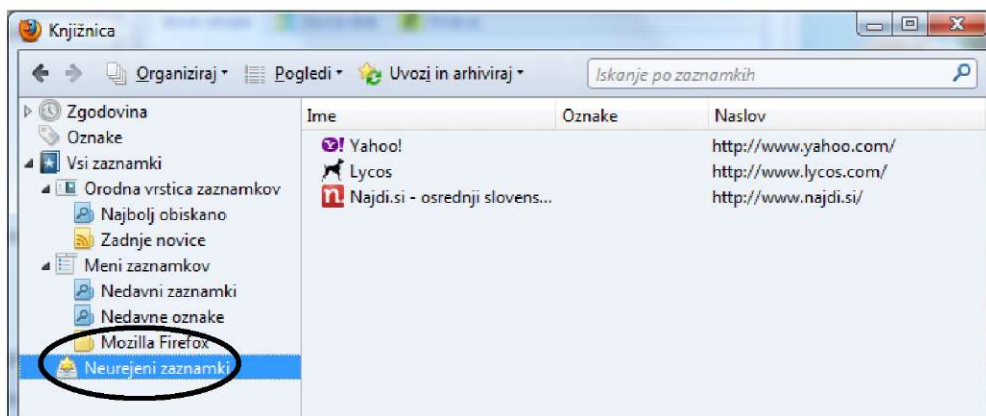 Knjižnica
Organiziraj Pogledi Uvozi in arhiviraj Iskanje po zaznamkih
Zgodovina
Oznake
Vsi zaznamki
Orodna vrstica zaznamkov
Najbolj obiskano
Zadnje novice
Meni zaznamkov
Nedavni zaznamki
Nedavne oznake
Mozilla Firefox
Neurejeni zaznamki
Ime Oznake Naslov
Yahoo! http://www.yahoo.com/
Lycos http://www.lycos.com/
Najdi.si - osrednji slovens... http://www.najdi.si/